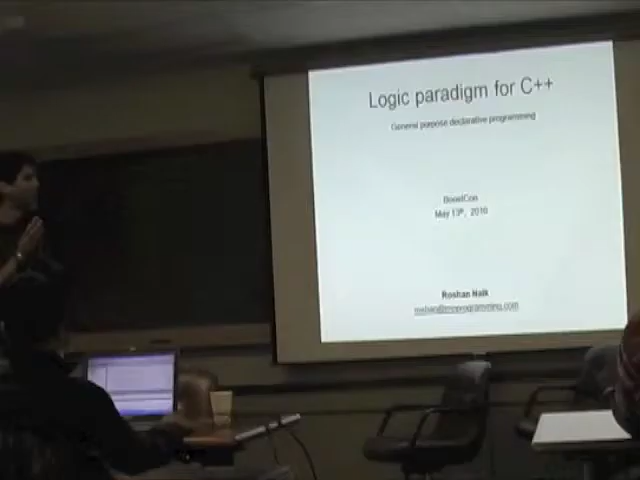 Logic paradigm for C++
General purpose declarative programming
BoostCon
May 13th, 2010
Roshan Naik